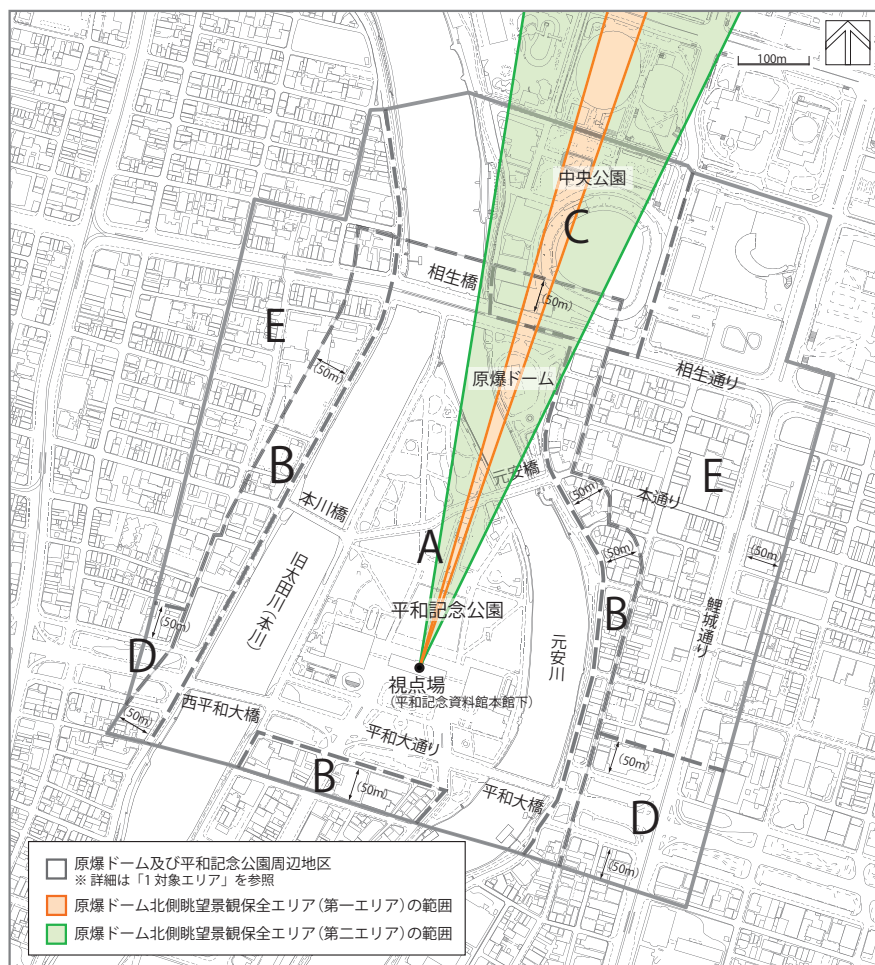 100m
中央公園
C
相生橋
(50m)
E
(50m)
原爆ドーム
相生通り
B
元安橋
(50m)
本通り
E
本川橋
A
(50m)
(50m)
旧太田川(本川)
平和記念公園
B
鯉城通り
(50m)
D
元安川
視点場
(平和記念資料館本館下)
西平和大橋
(50m)
平和大通り
(50m)
B
(50m)
平和大橋
D
(50m)
原爆ドーム及び平和記念公園周辺地区
※ 詳細は「1 対象エリア」を参照
原爆ドーム北側眺望景観保全エリア(第一エリア)の範囲
原爆ドーム北側眺望景観保全エリア(第二エリア)の範囲